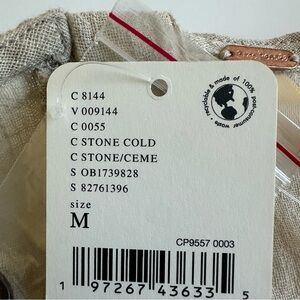 C 8144
V 009144
C 0055
C STONE COLD
C STONE/CEME
S OB1739828
S 82761396
size
M
recyclable & made of 100% post-consumer waste
CP9557 0003
1 97267 43633 5